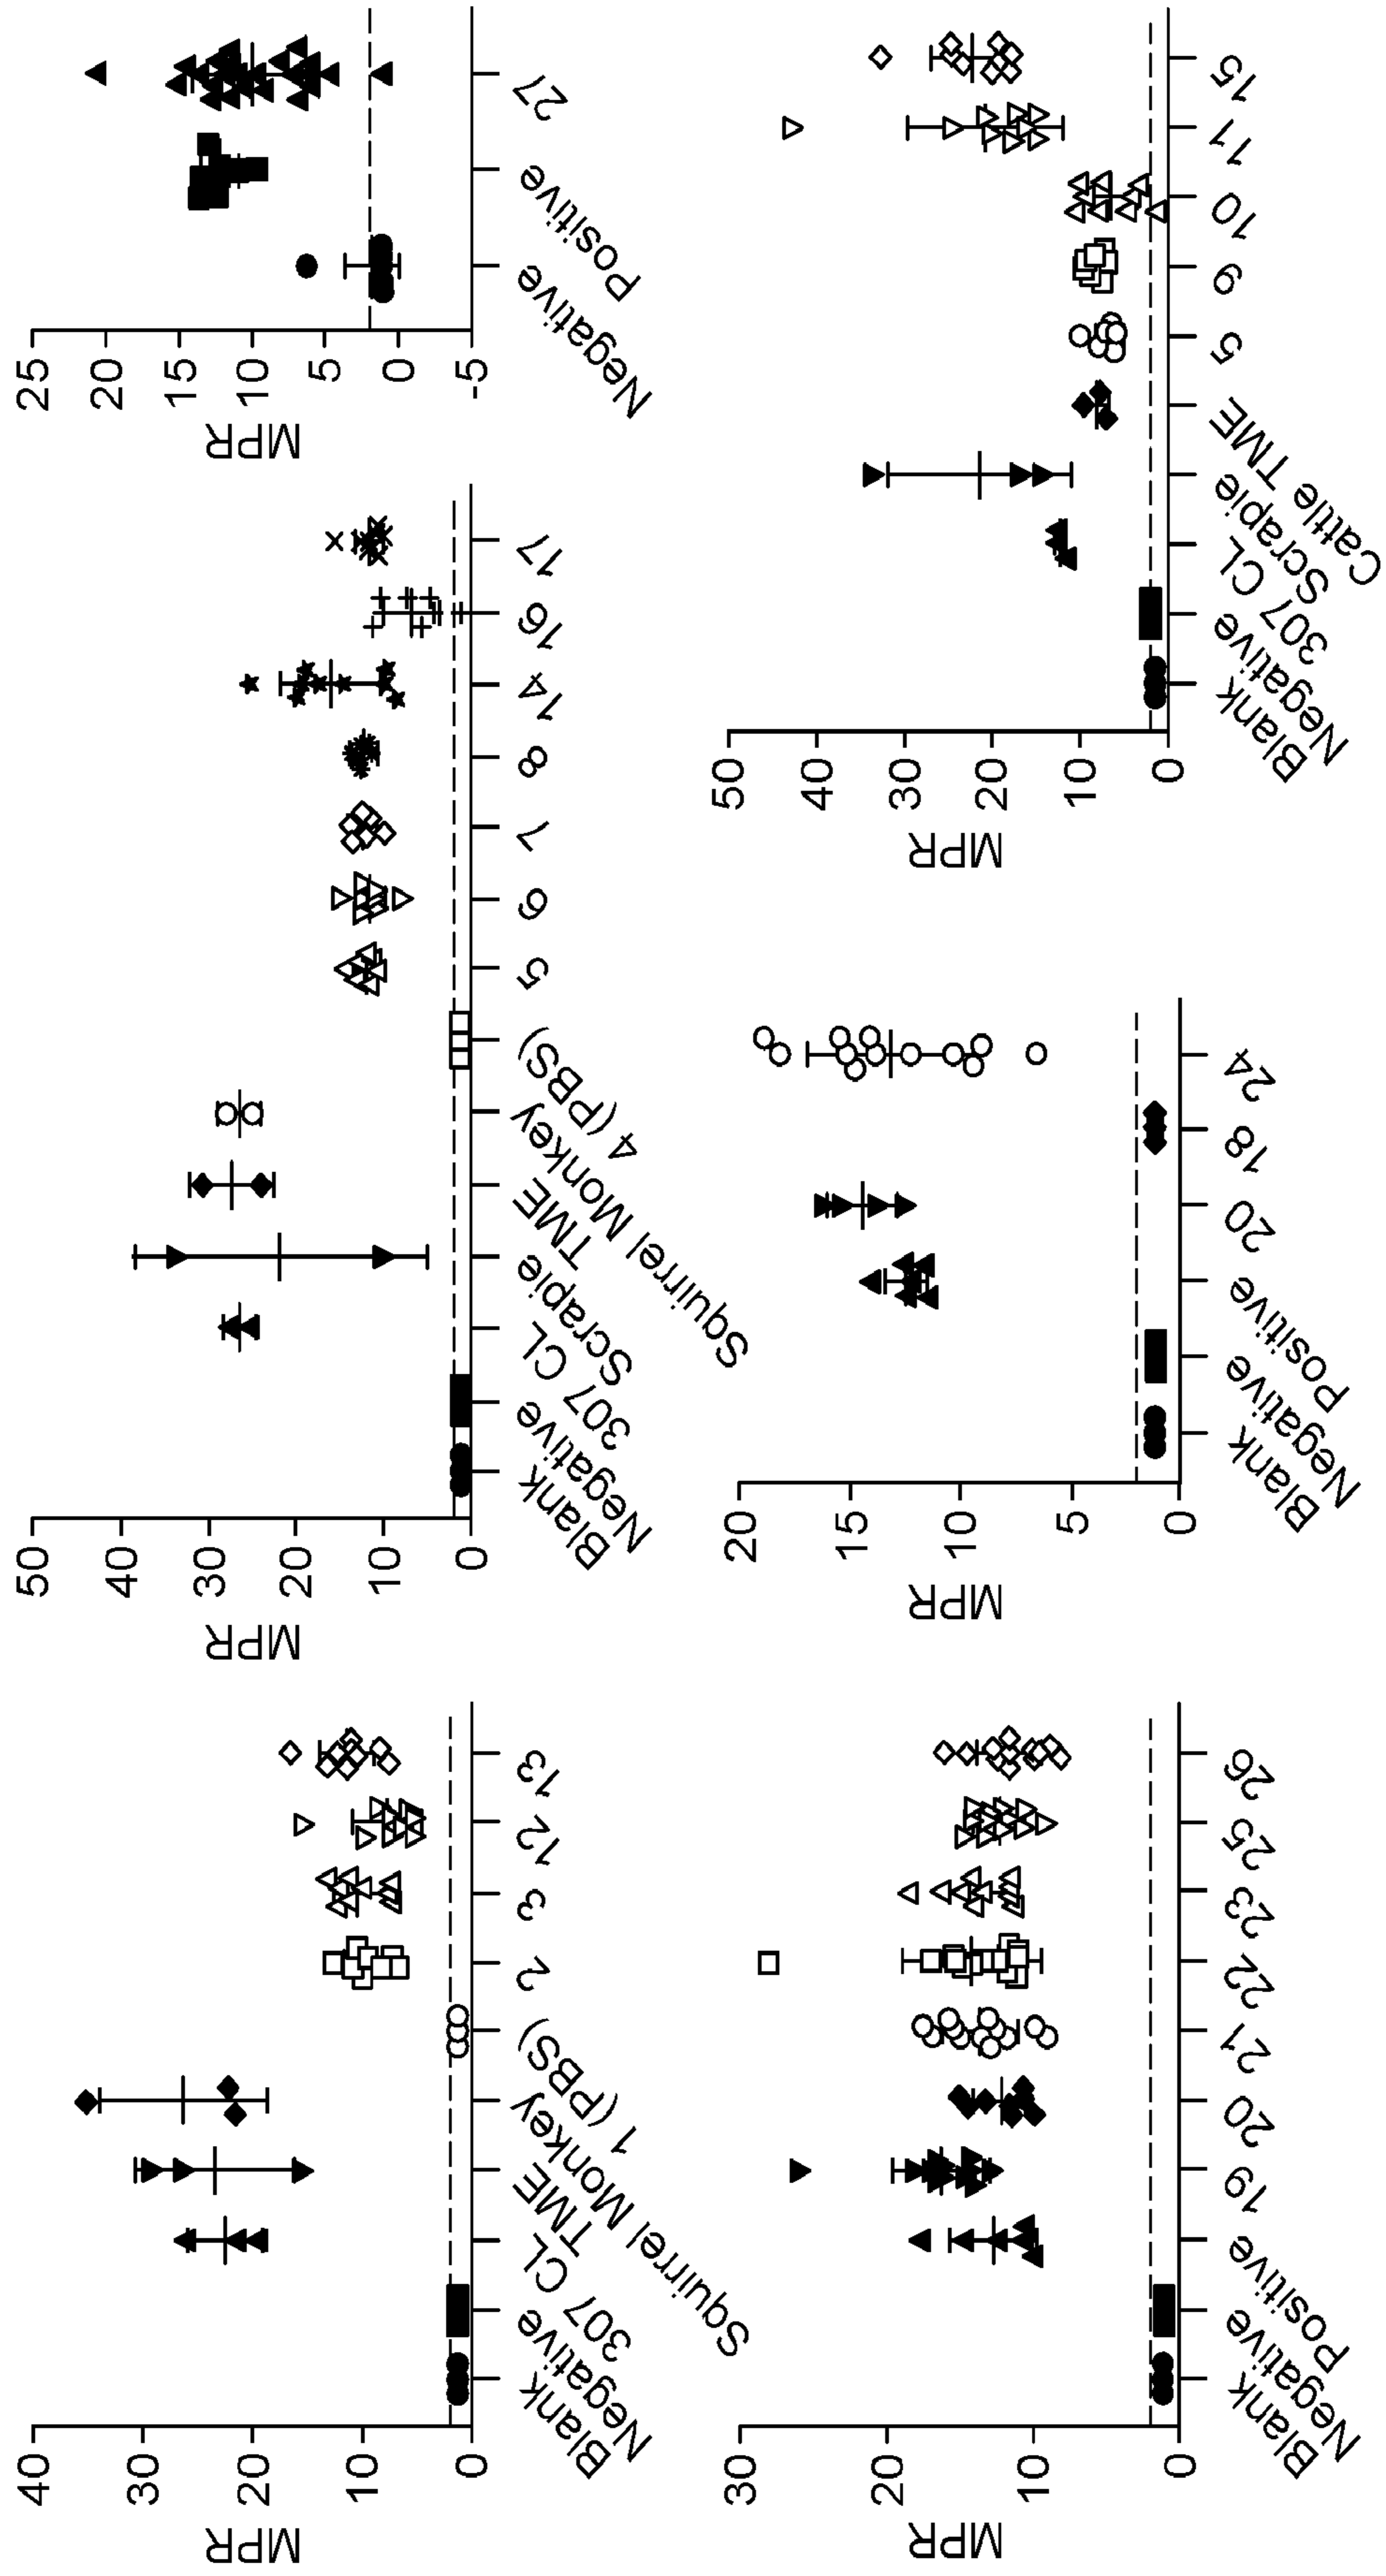 MPR
40
30
20
10
0
Blank
Negative
307 CL
TME
Squirrel Monkey
1 (PBS)
2
3
12
13
MPR
50
40
30
20
10
0
Blank
Negative
307 CL
Scrapie
TME
Squirrel Monkey
4 (PBS)
5
6
7
8
14
16
17
MPR
25
20
15
10
5
0
-5
Negative
Positive
27
MPR
30
20
10
0
Blank
Negative
Positive
19
20
21
22
23
25
26
MPR
20
15
10
5
0
Blank
Negative
Positive
20
18
24
MPR
50
40
30
20
10
0
Blank
Negative
307 CL
Scrapie
Cattle TME
TME
5
9
10
11
15